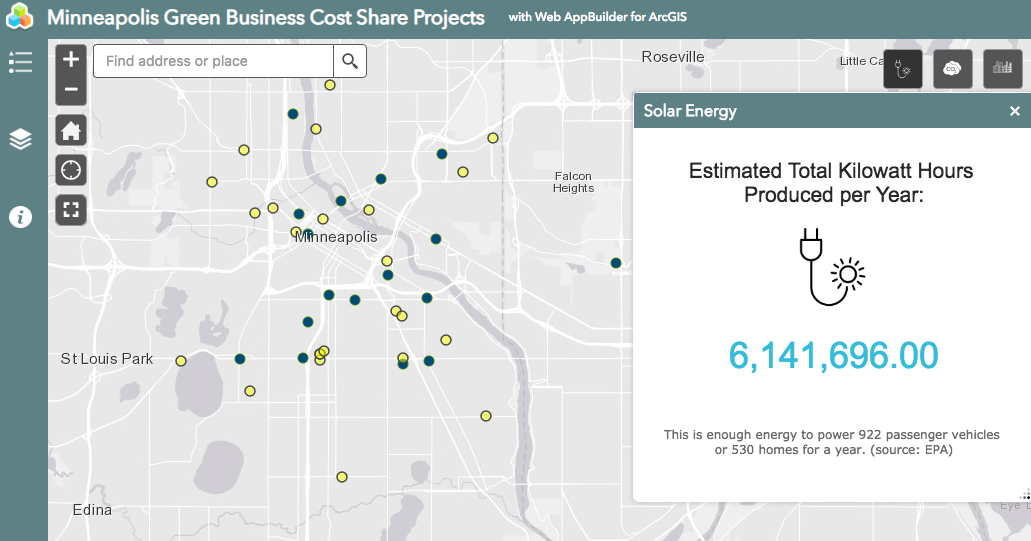 Minneapolis Green Business Cost Share Projects
with Web AppBuilder for ArcGIS
+
Find address or place
−
Roseville
Little Ca
CO₂
Solar Energy
×
Estimated Total Kilowatt Hours
Produced per Year:
Falcon
Heights
Minneapolis
6,141,696.00
St Louis Park
This is enough energy to power 922 passenger vehicles
or 530 homes for a year. (source: EPA)
Edina